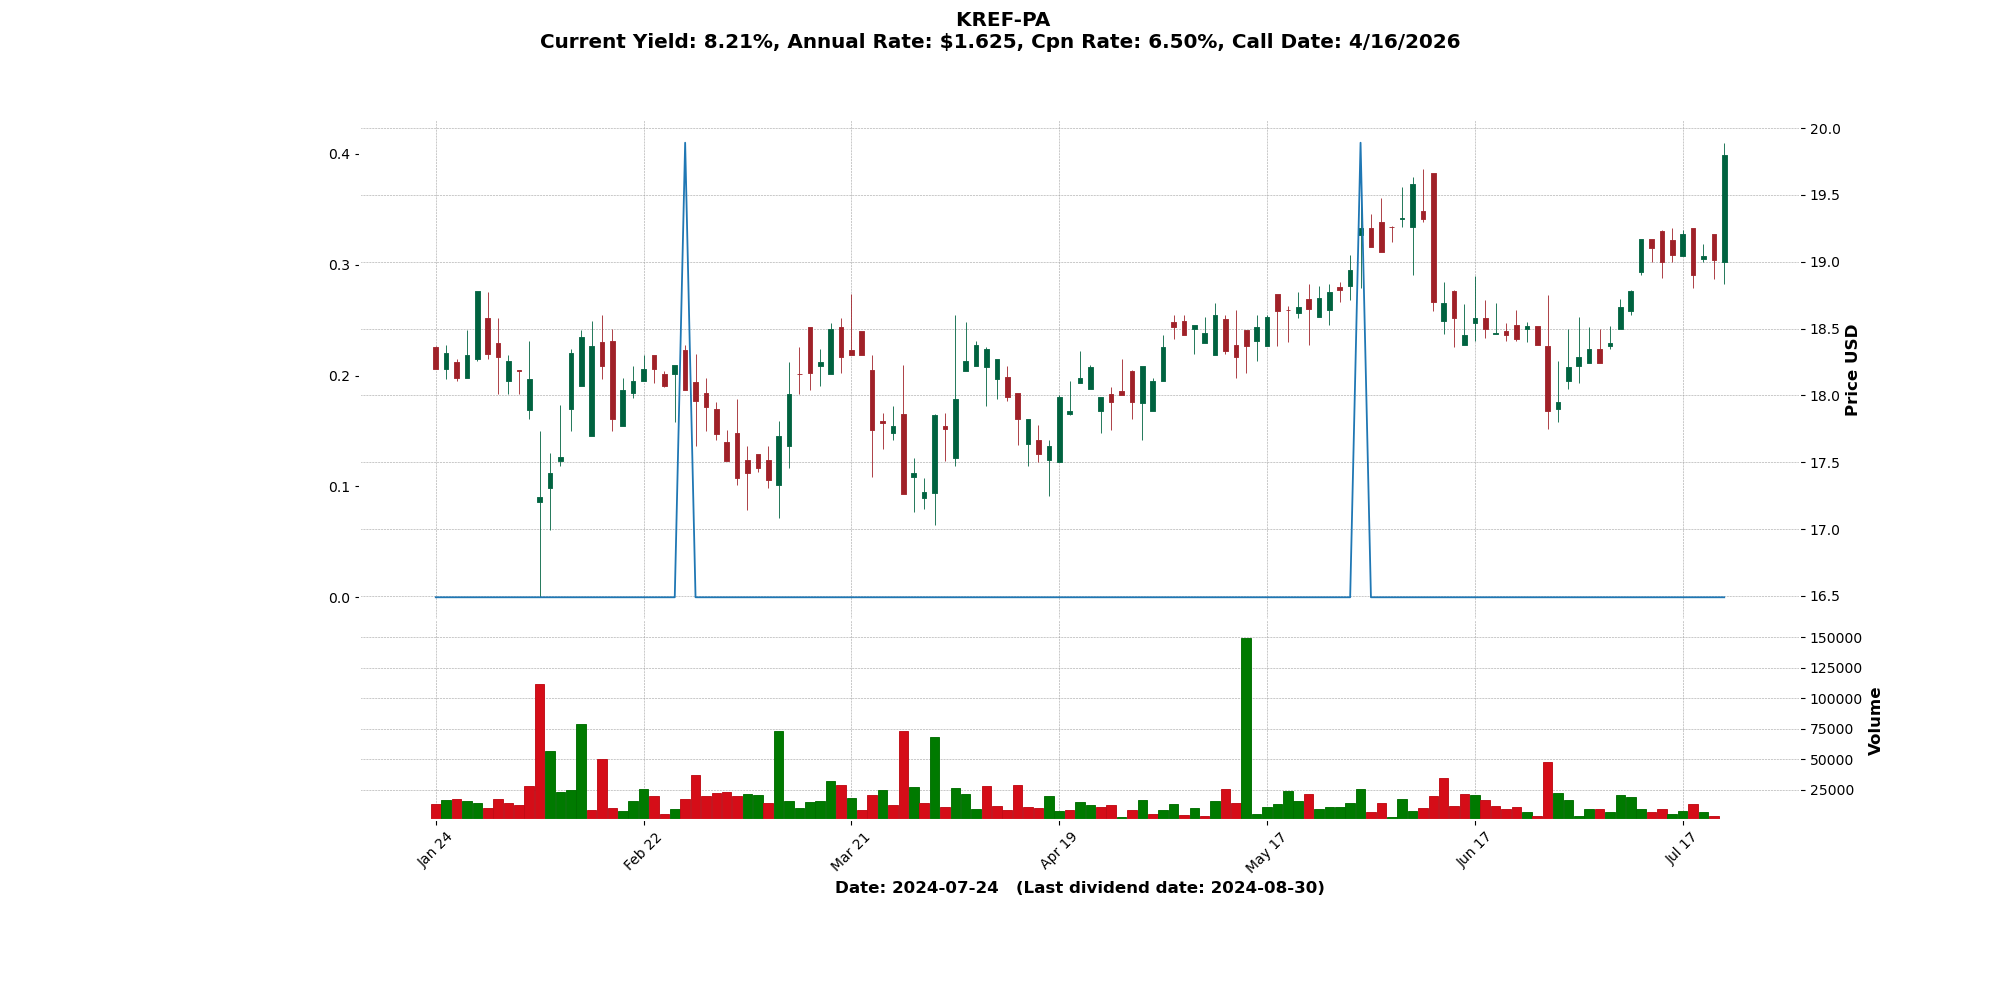 KREF-PA
Current Yield: 8.21%, Annual Rate: $1.625, Cpn Rate: 6.50%, Call Date: 4/16/2026
0.4
0.3
0.2
0.1
0.0
20.0
19.5
19.0
18.5
18.0
17.5
17.0
16.5
Price USD
150000
125000
100000
75000
50000
25000
Volume
Jan 24
Feb 22
Mar 21
Apr 19
May 17
Jun 17
Jul 17
Date: 2024-07-24 (Last dividend date: 2024-08-30)